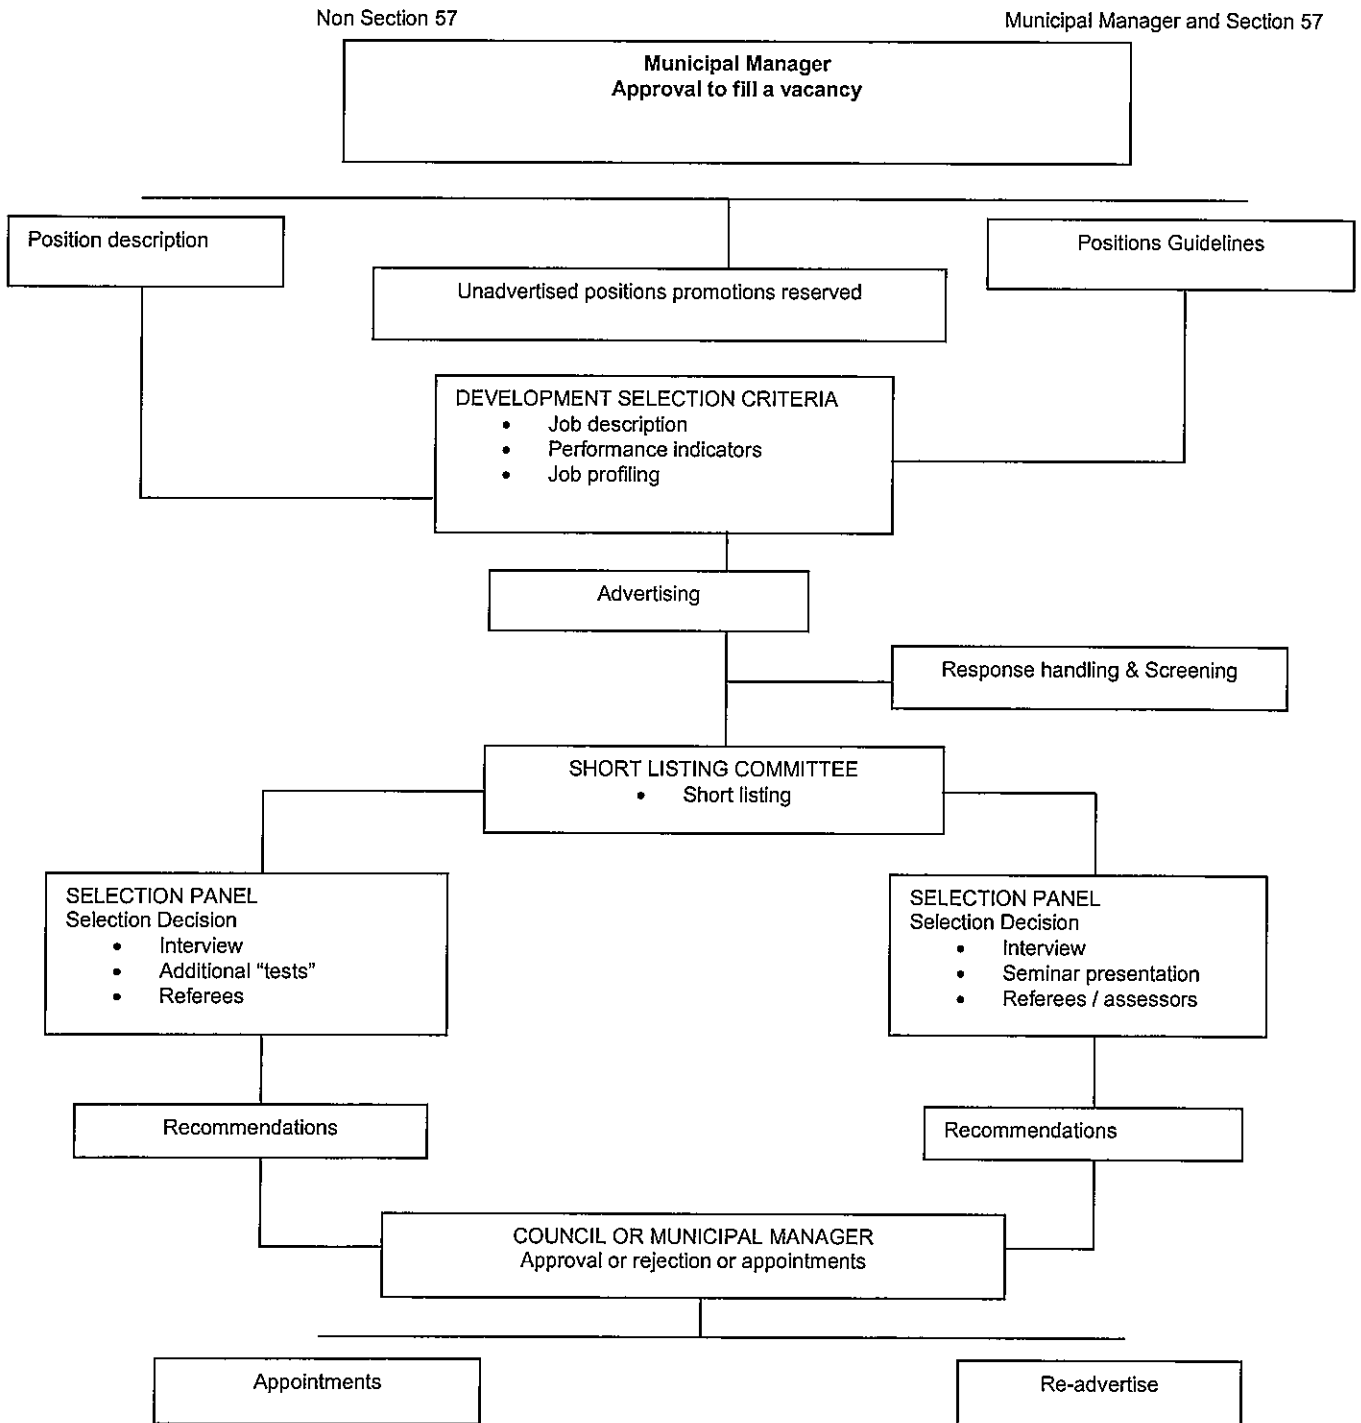 Non Section 57
Municipal Manager and Section 57
Municipal Manager
Approval to fill a vacancy
Position description
Positions Guidelines
Unadvertised positions promotions reserved
DEVELOPMENT SELECTION CRITERIA
• Job description
• Performance indicators
• Job profiling
Advertising
Response handling & Screening
SHORT LISTING COMMITTEE
• Short listing
SELECTION PANEL
Selection Decision
• Interview
• Additional “tests”
• Referees
SELECTION PANEL
Selection Decision
• Interview
• Seminar presentation
• Referees / assessors
Recommendations
Recommendations
COUNCIL OR MUNICIPAL MANAGER
Approval or rejection or appointments
Appointments
Re-advertise